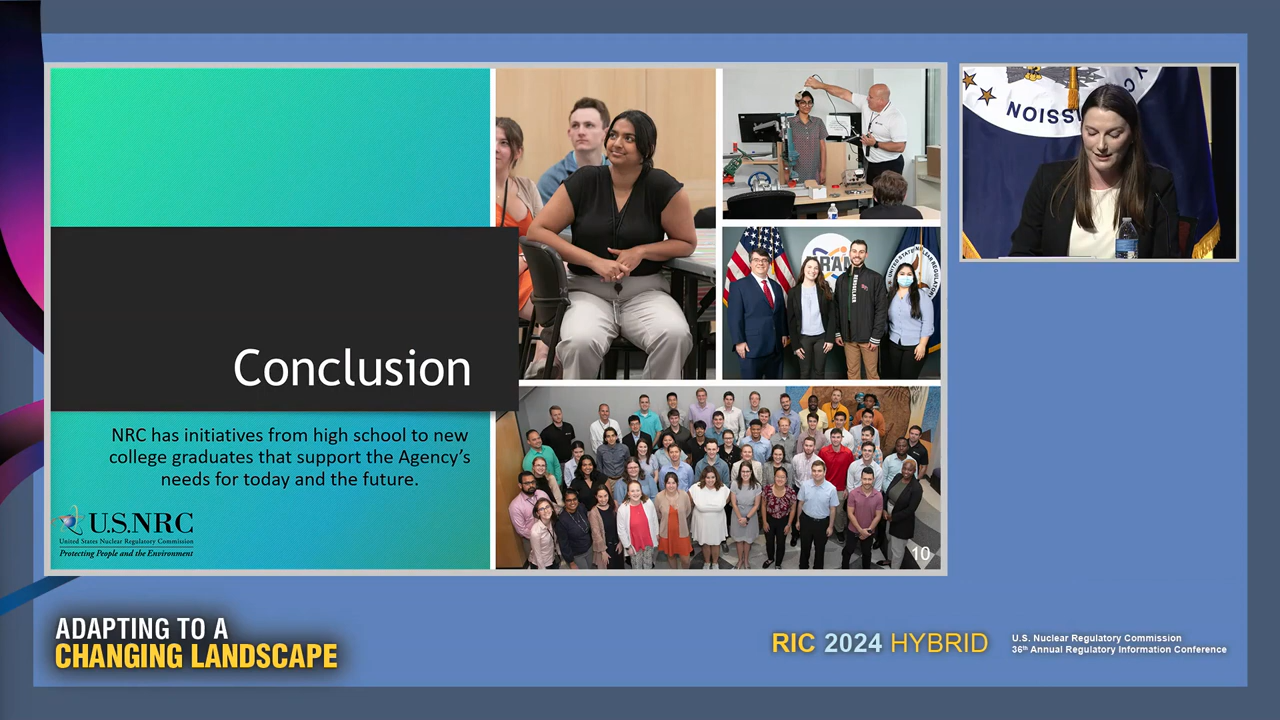 Conclusion
NRC has initiatives from high school to new
college graduates that support the Agency's
needs for today and the future.
U.S.NRC
United States Nuclear Regulatory Commission
Protecting People and the Environment
10
NOISS
ADAPTING TO A
CHANGING LANDSCAPE
RIC 2024 HYBRID
U.S. Nuclear Regulatory Commission
36th Annual Regulatory Information Conference